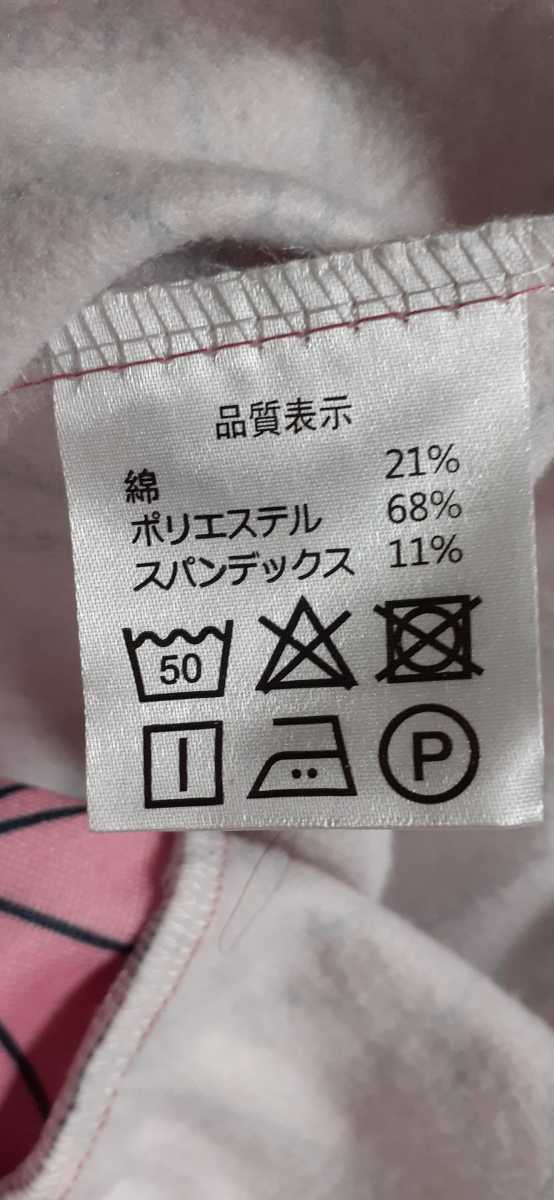 品質表示
綿 21%
ポリエステル 68%
スパンデックス 11%
50
P